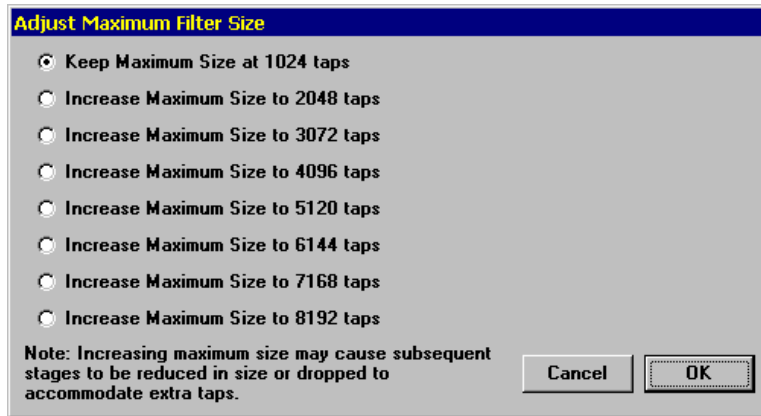 Adjust Maximum Filter Size
Keep Maximum Size at 1024 taps
Increase Maximum Size to 2048 taps
Increase Maximum Size to 3072 taps
Increase Maximum Size to 4096 taps
Increase Maximum Size to 5120 taps
Increase Maximum Size to 6144 taps
Increase Maximum Size to 7168 taps
Increase Maximum Size to 8192 taps
Note: Increasing maximum size may cause subsequent
stages to be reduced in size or dropped to
accommodate extra taps.
Cancel
OK